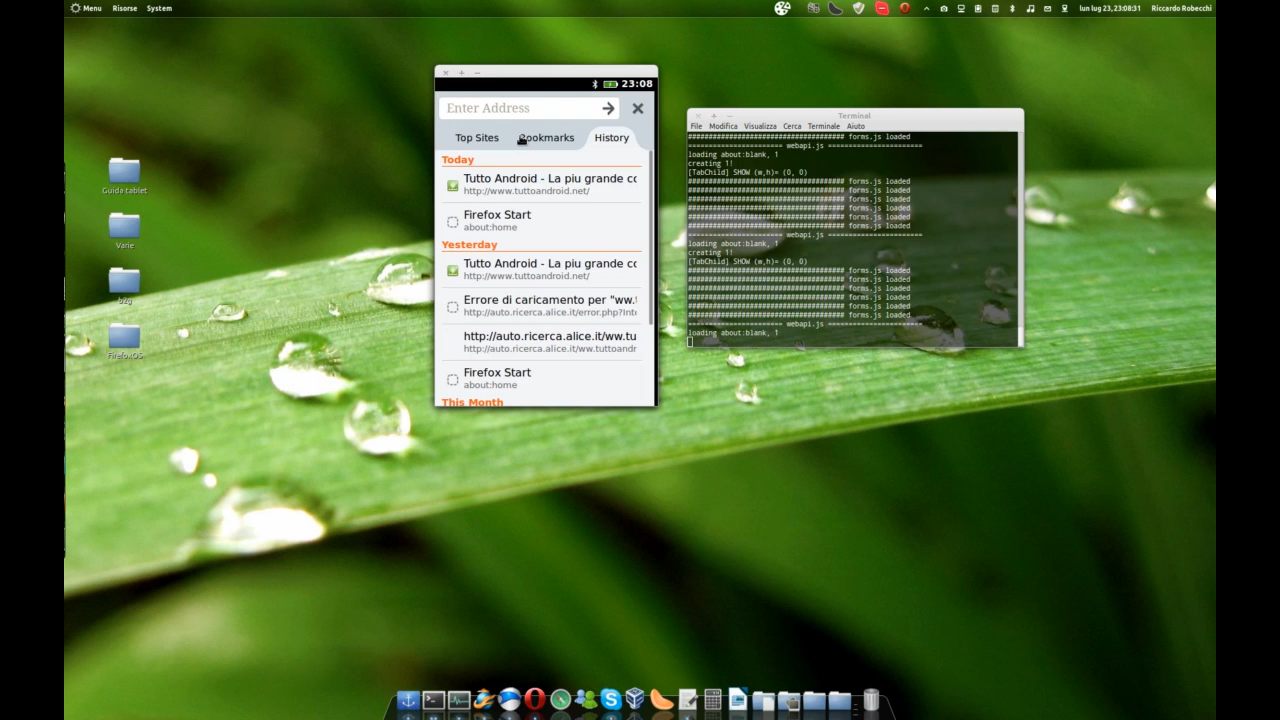 Menu Risorse System
lun lug 23, 23:08:31 Riccardo Robecchi
Guida tablet
Varie
b2g
FirefoxOS
23:08
Enter Address
Top Sites Bookmarks History
Today
Tutto Android - La piu grande co
http://www.tuttoandroid.net/
Firefox Start
about:home
Yesterday
Tutto Android - La piu grande co
http://www.tuttoandroid.net/
Errore di caricamento per "ww.t
http://auto.ricerca.alice.it/error.php?Inte
http://auto.ricerca.alice.it/ww.tu
http://auto.ricerca.alice.it/ww.tuttoandr
Firefox Start
about:home
This Month
Terminal
File Modifica Visualizza Cerca Terminale Aiuto
################################### forms.js loaded
====================== webapi.js ======================
loading about:blank, 1
creating 1!
[TabChild] SHOW (w,h)= (0, 0)
################################### forms.js loaded
################################### forms.js loaded
################################### forms.js loaded
################################### forms.js loaded
################################### forms.js loaded
################################### forms.js loaded
====================== webapi.js ======================
loading about:blank, 1
creating 1!
[TabChild] SHOW (w,h)= (0, 0)
################################### forms.js loaded
################################### forms.js loaded
################################### forms.js loaded
################################### forms.js loaded
################################### forms.js loaded
################################### forms.js loaded
====================== webapi.js ======================
loading about:blank, 1